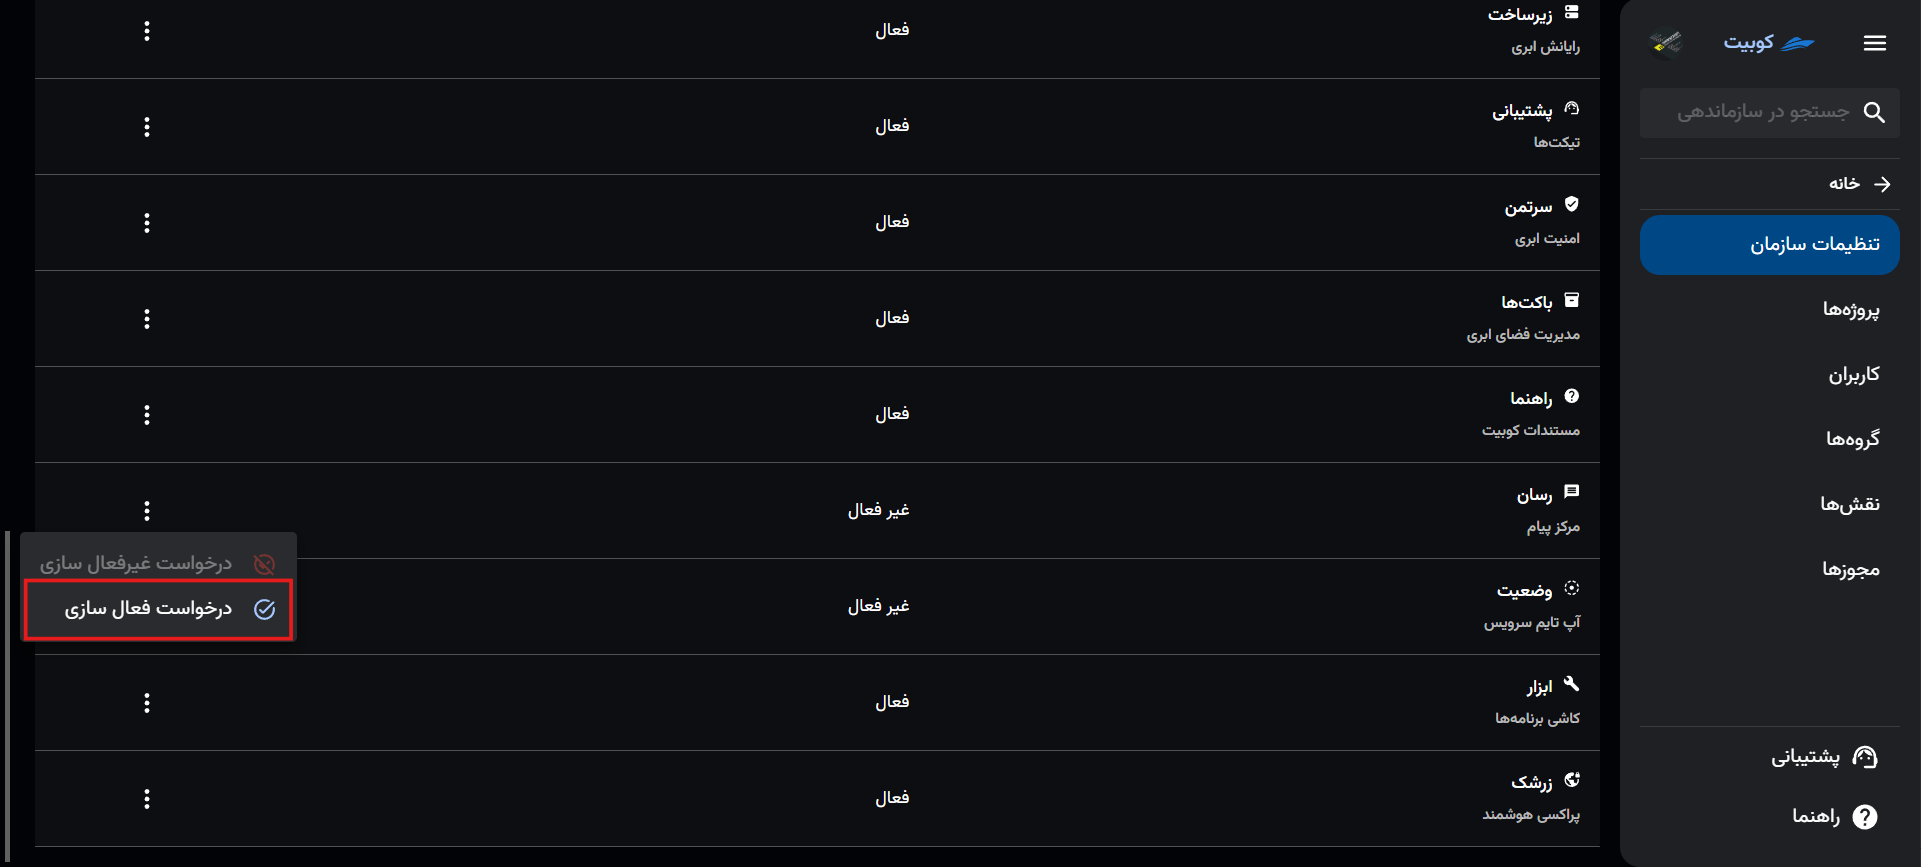 کوبیت
جستجو در سازماندهی
خانه
تنظیمات سازمان
پروژه‌ها
کاربران
گروه‌ها
نقش‌ها
مجوزها
پشتیبانی
راهنما
زیرساخت
رایانش ابری
فعال
پشتیبانی
تیکت‌ها
فعال
سرتمن
امنیت ابری
فعال
باکت‌ها
مدیریت فضای ابری
فعال
راهنما
مستندات کوبیت
فعال
رسان
مرکز پیام
غیر فعال
درخواست غیرفعال سازی
درخواست فعال سازی
وضعیت
آپ تایم سرویس
غیر فعال
ابزار
کاشی برنامه‌ها
فعال
زرشک
پراکسی هوشمند
فعال